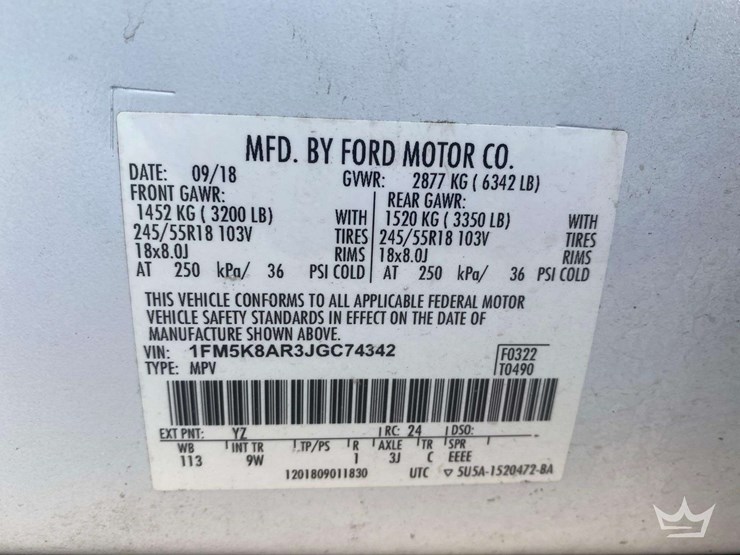 MFD. BY FORD MOTOR CO.
DATE: 09/18 GVWR: 2877 KG ( 6342 LB)
FRONT GAWR: REAR GAWR:
1452 KG ( 3200 LB) WITH 1520 KG ( 3350 LB) WITH
245/55R18 103V TIRES 245/55R18 103V TIRES
18x8.0J RIMS 18x8.0J RIMS
AT 250 kPa/ 36 PSI COLD AT 250 kPa/ 36 PSI COLD
THIS VEHICLE CONFORMS TO ALL APPLICABLE FEDERAL MOTOR
VEHICLE SAFETY STANDARDS IN EFFECT ON THE DATE OF
MANUFACTURE SHOWN ABOVE.
VIN: 1FM5K8AR3JGC74342 F0322
TYPE: MPV T0490
EXT PNT: YZ RC: 24 DSO:
WB INT TR TP/PS R AXLE TR SPR
113 9W 1 3J C EEEE
1201809011830 UTC ▽ 5U5A-1520472-BA